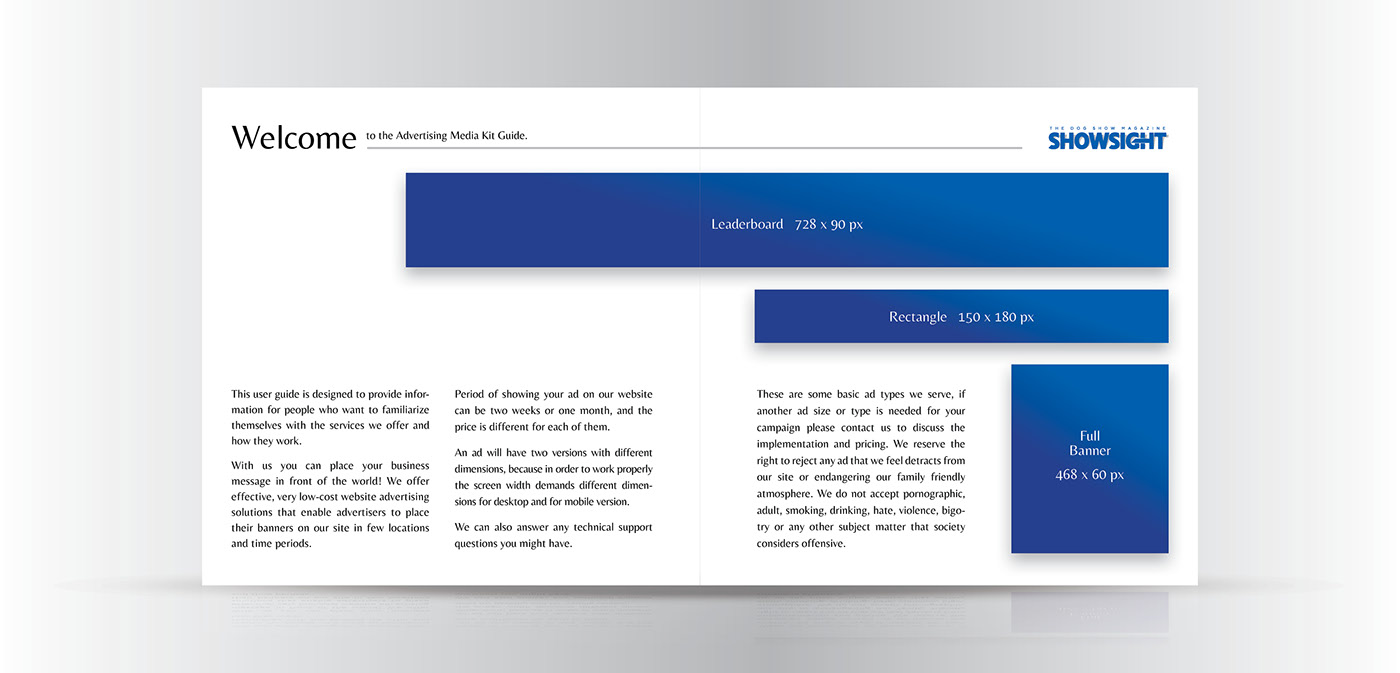 Welcome to the Advertising Media Kit Guide.
THE DOG SHOW MAGAZINE
SHOWSIGHT
Leaderboard 728 x 90 px
Rectangle 150 x 180 px
Full
Banner
468 x 60 px
This user guide is designed to provide infor-
mation for people who want to familiarize
themselves with the services we offer and
how they work.
With us you can place your business
message in front of the world! We offer
effective, very low-cost website advertising
solutions that enable advertisers to place
their banners on our site in few locations
and time periods.
Period of showing your ad on our website
can be two weeks or one month, and the
price is different for each of them.
An ad will have two versions with different
dimensions, because in order to work properly
the screen width demands different dimen-
sions for desktop and for mobile version.
We can also answer any technical support
questions you might have.
These are some basic ad types we serve, if
another ad size or type is needed for your
campaign please contact us to discuss the
implementation and pricing. We reserve the
right to reject any ad that we feel detracts from
our site or endangering our family friendly
atmosphere. We do not accept pornographic,
adult, smoking, drinking, hate, violence, bigo-
try or any other subject matter that society
considers offensive.